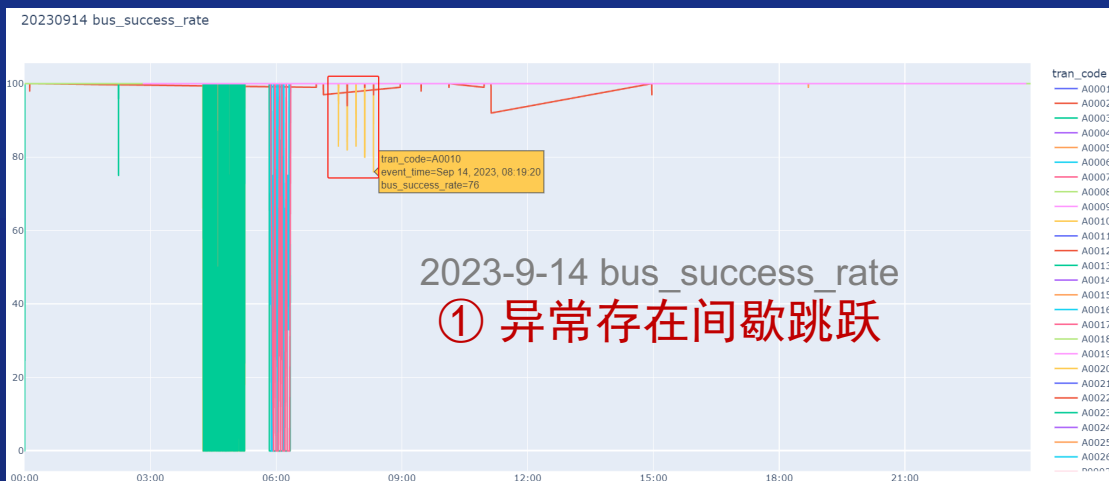 20230914 bus_success_rate
100
80
60
40
20
0
00:00
03:00
06:00
09:00
12:00
15:00
18:00
21:00
tran_code=A0010
event_time=Sep 14, 2023, 08:19:20
bus_success_rate=76
2023-9-14 bus_success_rate
① 异常存在间歇跳跃
tran_code
A0001
A0002
A0003
A0004
A0005
A0006
A0007
A0008
A0009
A0010
A0011
A0012
A0013
A0014
A0015
A0016
A0017
A0018
A0019
A0020
A0021
A0022
A0023
A0024
A0025
A0026